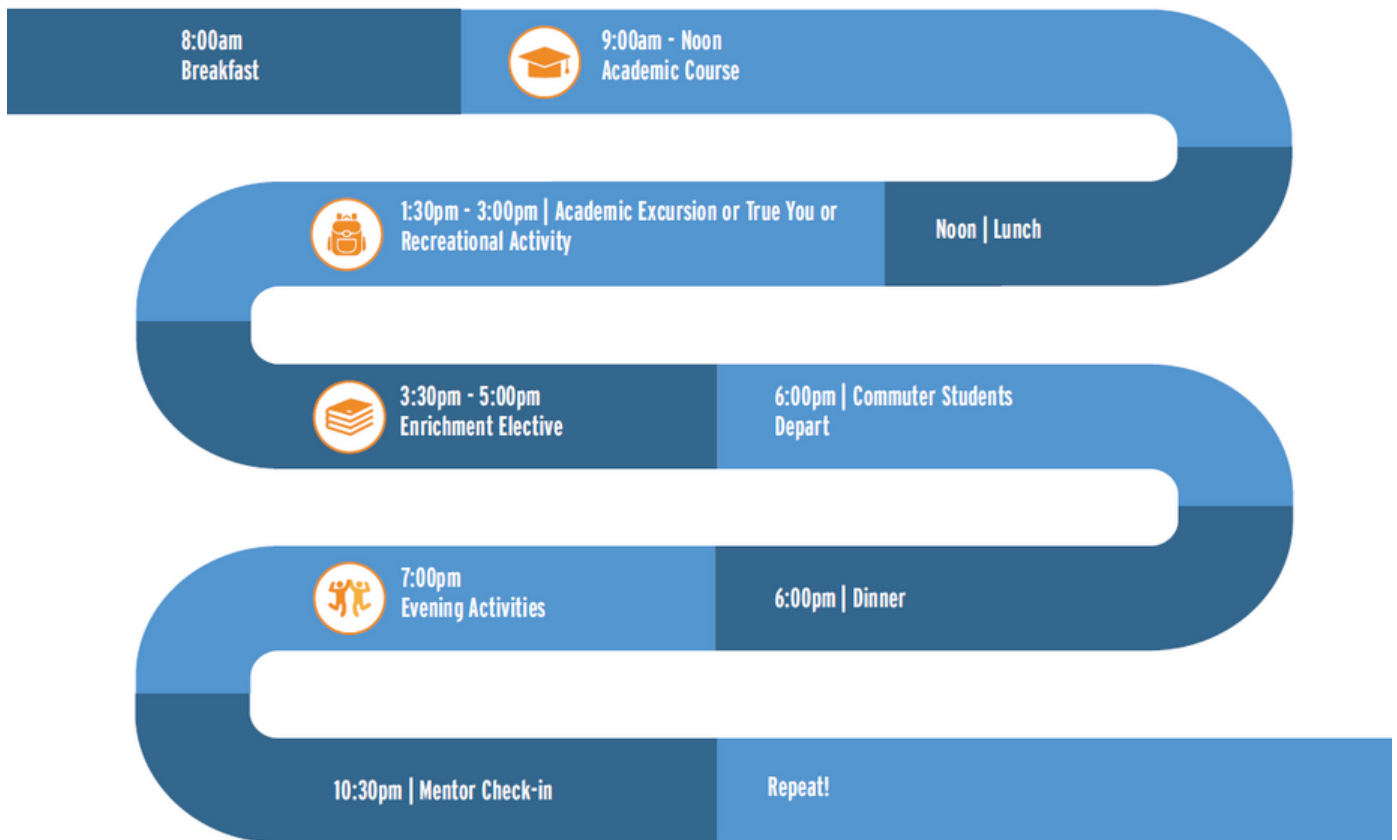 8:00am
Breakfast
9:00am - Noon
Academic Course
Noon | Lunch
1:30pm - 3:00pm | Academic Excursion or True You or
Recreational Activity
3:30pm - 5:00pm
Enrichment Elective
6:00pm | Commuter Students
Depart
6:00pm | Dinner
7:00pm
Evening Activities
10:30pm | Mentor Check-in
Repeat!